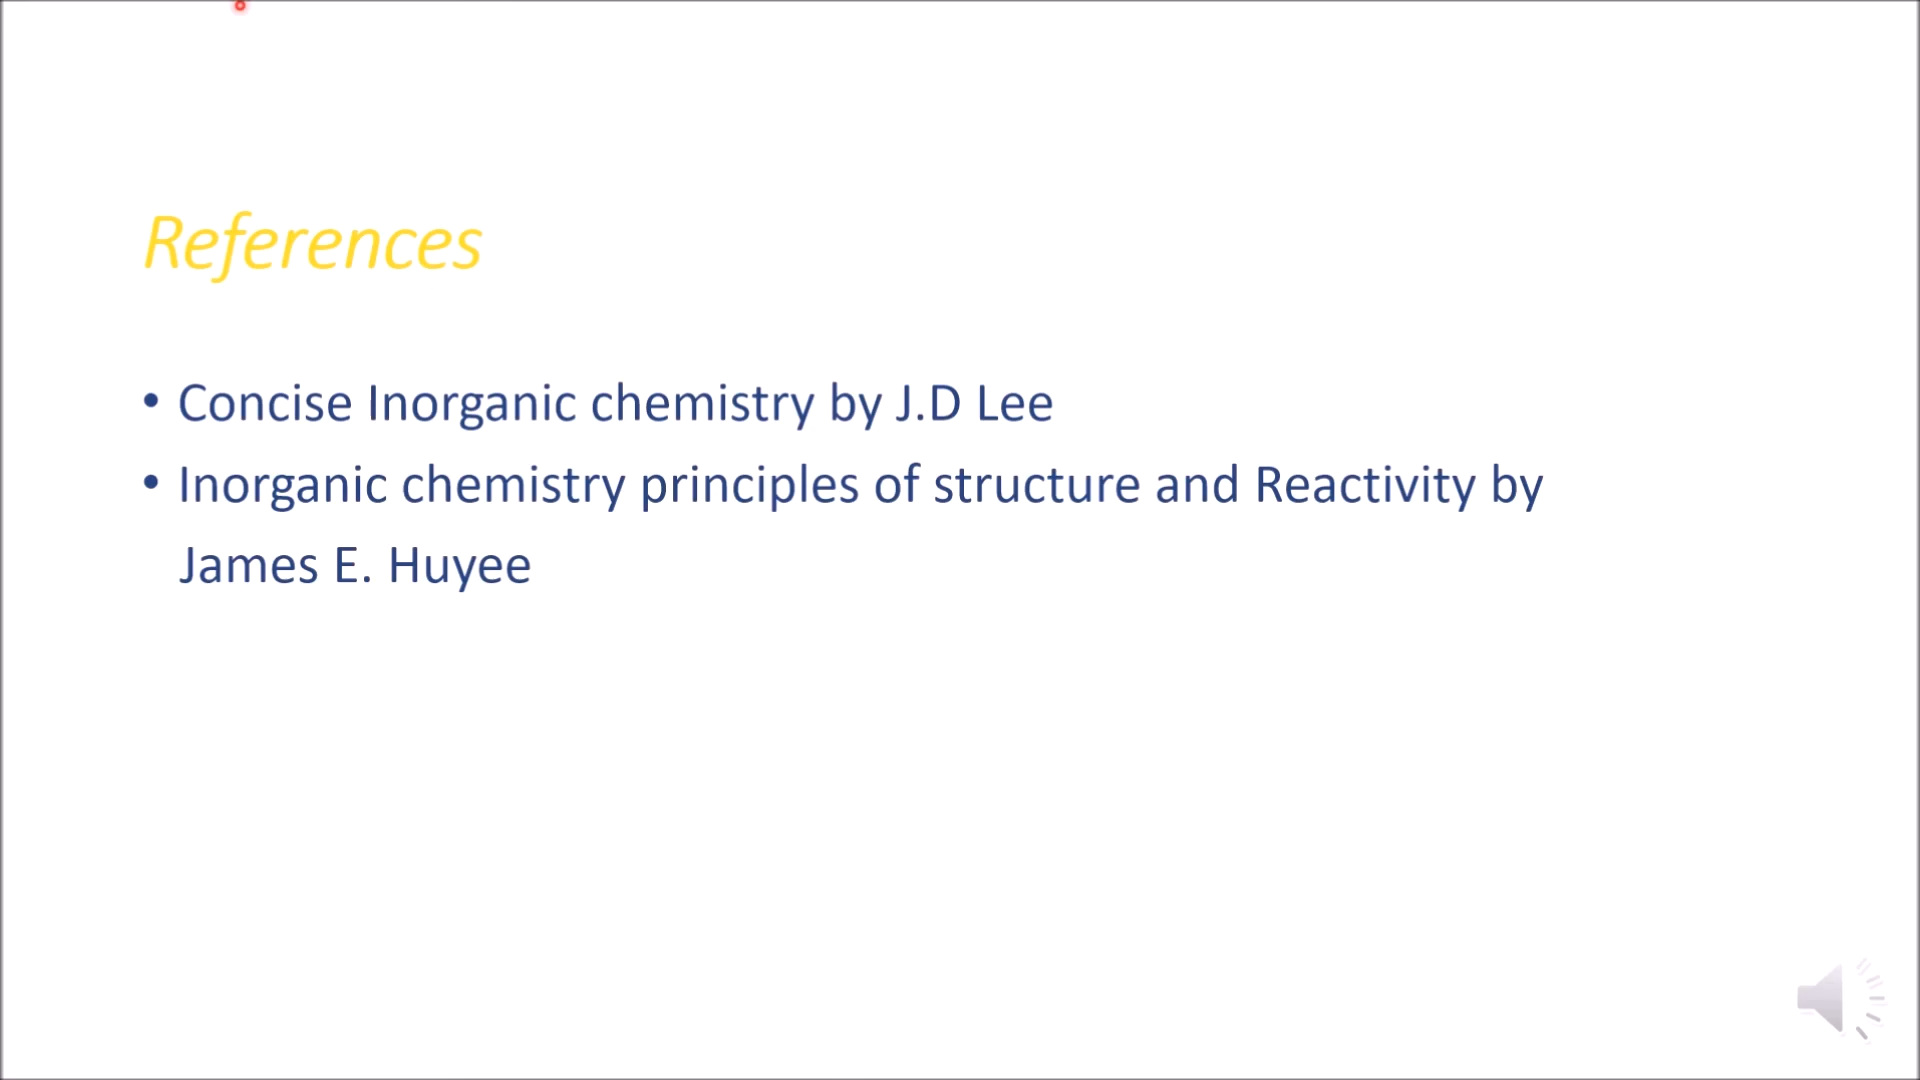 References
• Concise Inorganic chemistry by J.D Lee
• Inorganic chemistry principles of structure and Reactivity by
James E. Huyee